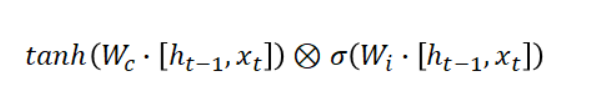 tanh(W_c · [h_{t−1}, x_t]) ⊗ σ(W_i · [h_{t−1}, x_t])